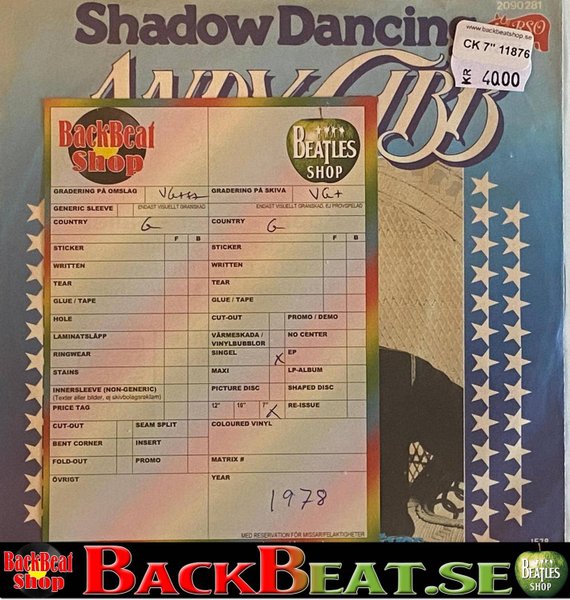 2090281
Shadow Dancing
RSO
ANDY GIBB
www.backbeatshop.se
CK 7" 11876
KR 40.00
BackBeat
Shop
BEATLES
SHOP
GRADERING PÅ OMSLAG
GRADERING PÅ SKIVA VG+
GENERIC SLEEVE
ENDAST VISUELLT GRANSKAD
ENDAST VISUELLT GRANSKAD, EJ PROVSPELAD
COUNTRY G
COUNTRY G
F B
F B
STICKER
STICKER
WRITTEN
WRITTEN
TEAR
TEAR
GLUE / TAPE
GLUE / TAPE
HOLE
CUT-OUT
PROMO / DEMO
LAMINATSLÄPP
VÄRMESKADA /
VINYLBUBBLOR
NO CENTER
RINGWEAR
SINGEL X
EP
STAINS
MAXI
LP-ALBUM
INNERSLEEVE (NON-GENERIC)
(Texter eller bilder, ej skivbolagsreklam)
PICTURE DISC
SHAPED DISC
PRICE TAG
12" 10" 7" X
RE-ISSUE
CUT-OUT
SEAM SPLIT
COLOURED VINYL
BENT CORNER
INSERT
FOLD-OUT
PROMO
MATRIX #
ÖVRIGT
YEAR
1978
MED RESERVATION FÖR MISSAR/FELAKTIGHETER
BackBeat
Shop
BACKBEAT.SE
BEATLES
SHOP